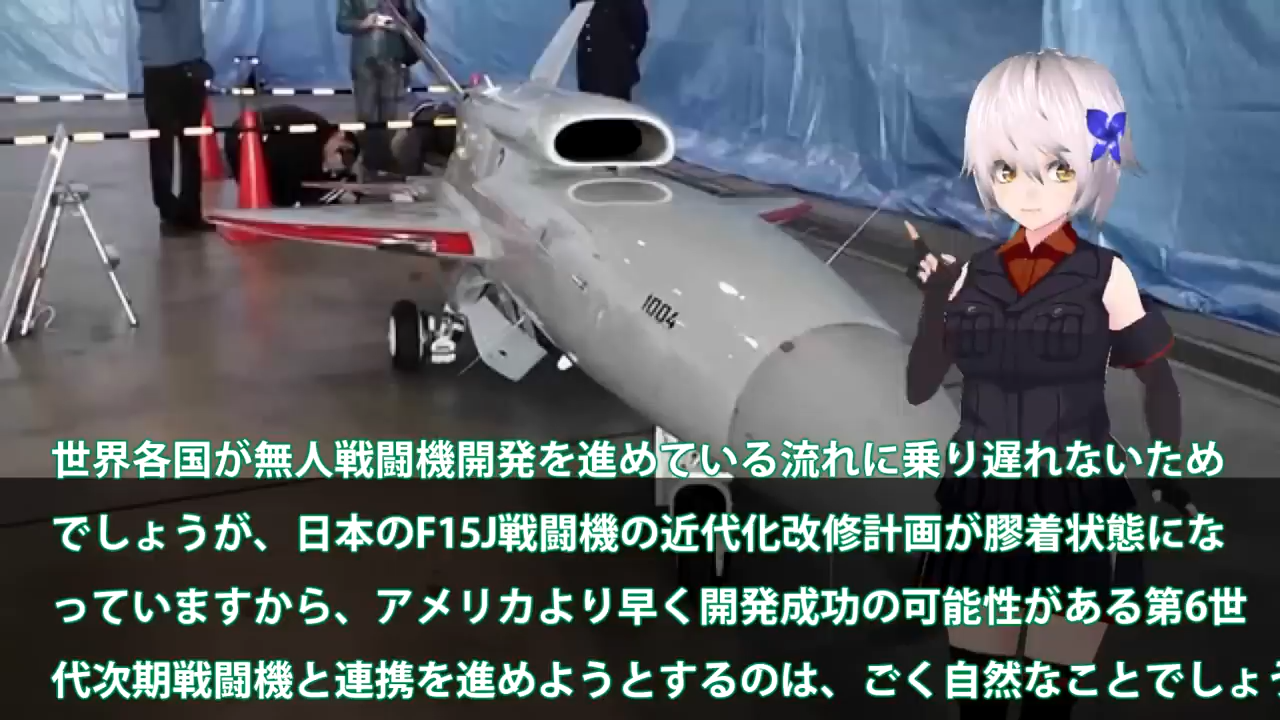 1004
世界各国が無人戦闘機開発を進めている流れに乗り遅れないため
でしょうが、日本のF15J戦闘機の近代化改修計画が膠着状態にな
っていますから、アメリカより早く開発成功の可能性がある第6世
代次期戦闘機と連携を進めようとするのは、ごく自然なことでしょう